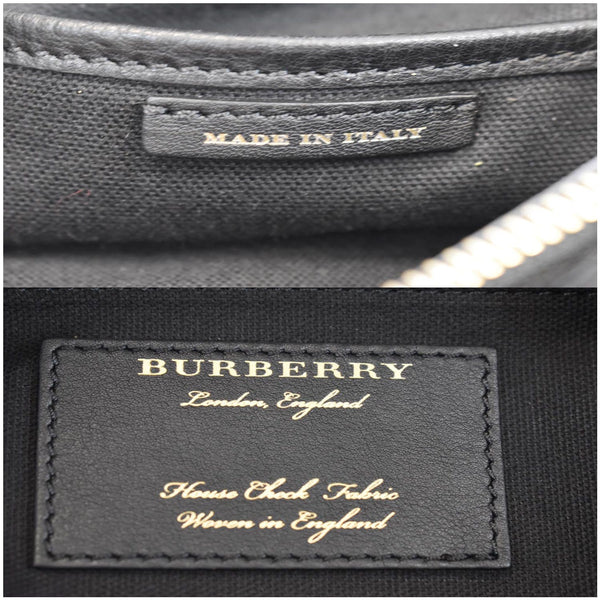 MADE IN ITALY
BURBERRY
London, England
House Check Fabric
Woven in England